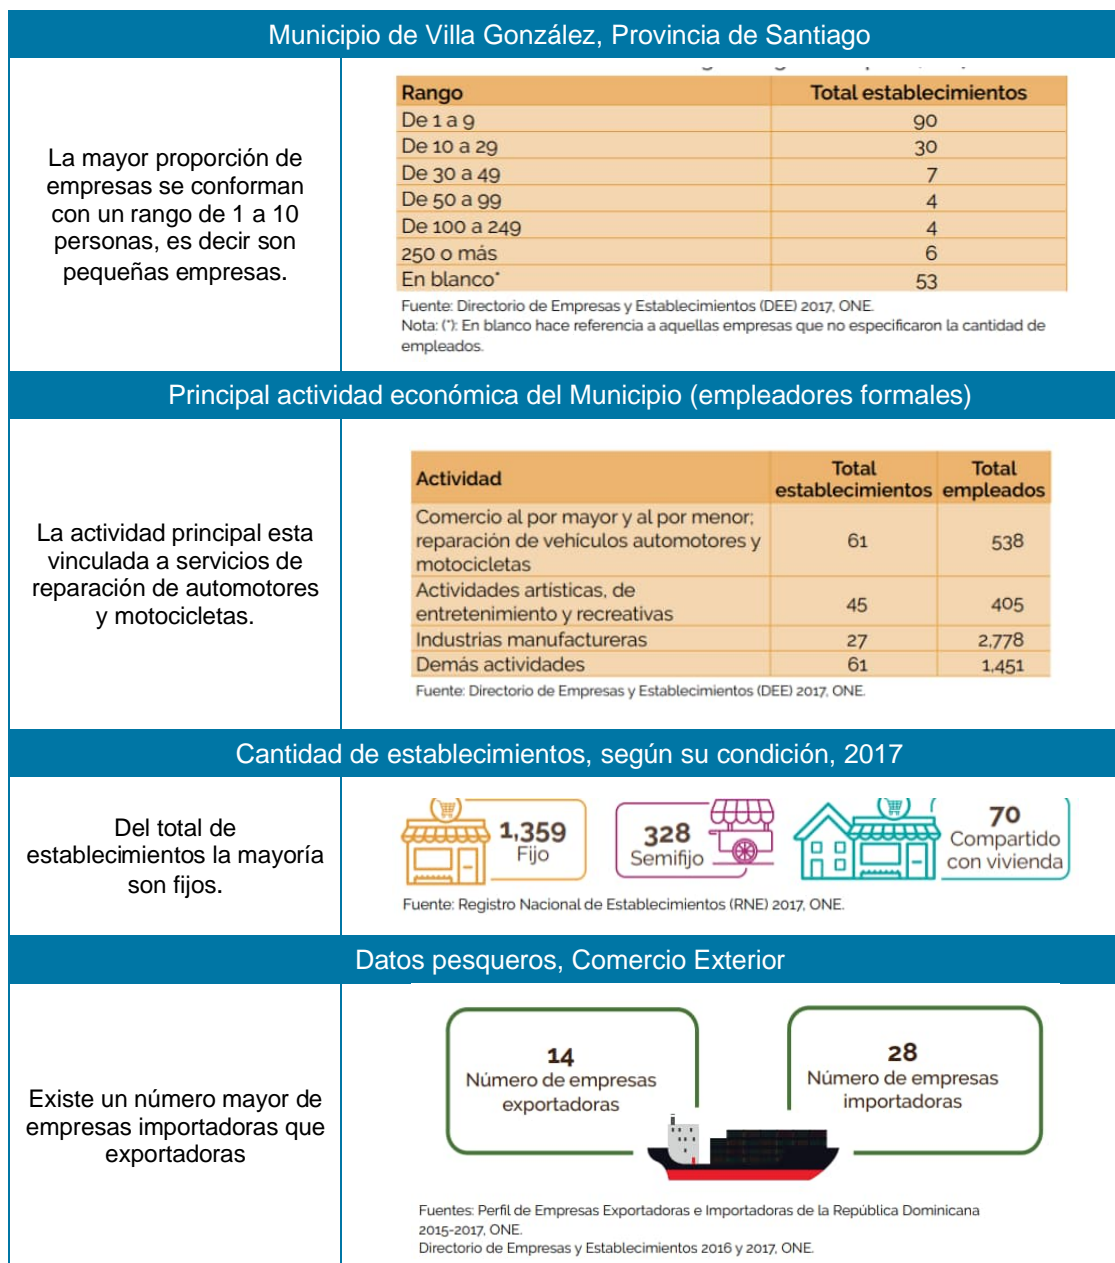 Municipio de Villa González, Provincia de Santiago
La mayor proporción de
empresas se conforman
con un rango de 1 a 10
personas, es decir son
pequeñas empresas.
Rango Total establecimientos
De 1 a 9 90
De 10 a 29 30
De 30 a 49 7
De 50 a 99 4
De 100 a 249 4
250 o más 6
En blanco* 53
Fuente: Directorio de Empresas y Establecimientos (DEE) 2017, ONE.
Nota: (*): En blanco hace referencia a aquellas empresas que no especificaron la cantidad de
empleados.
Principal actividad económica del Municipio (empleadores formales)
La actividad principal esta
vinculada a servicios de
reparación de automotores
y motocicletas.
Actividad Total establecimientos Total empleados
Comercio al por mayor y al por menor;
reparación de vehículos automotores y 61 538
motocicletas
Actividades artísticas, de
entretenimiento y recreativas 45 405
Industrias manufactureras 27 2,778
Demás actividades 61 1,451
Fuente: Directorio de Empresas y Establecimientos (DEE) 2017, ONE.
Cantidad de establecimientos, según su condición, 2017
Del total de
establecimientos la mayoría
son fijos.
1,359
Fijo
328
Semifijo
70
Compartido
con vivienda
Fuente: Registro Nacional de Establecimientos (RNE) 2017, ONE.
Datos pesqueros, Comercio Exterior
Existe un número mayor de
empresas importadoras que
exportadoras
14
Número de empresas
exportadoras
28
Número de empresas
importadoras
Fuentes: Perfil de Empresas Exportadoras e Importadoras de la República Dominicana
2015-2017, ONE.
Directorio de Empresas y Establecimientos 2016 y 2017, ONE.